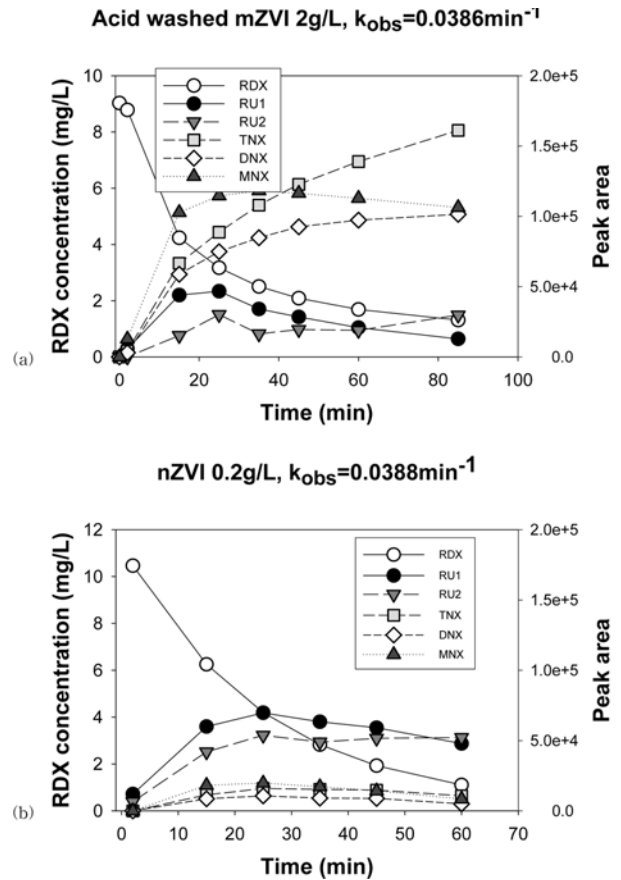 Acid washed mZVI 2g/L, kobs=0.0386min-1
10
8
6
4
2
0
RDX concentration (mg/L)
RDX
RU1
RU2
TNX
DNX
MNX
2.0e+5
1.5e+5
1.0e+5
5.0e+4
0.0
Peak area
0 20 40 60 80 100
Time (min)
(a)
nZVI 0.2g/L, kobs=0.0388min-1
12
10
8
6
4
2
0
RDX concentration (mg/L)
RDX
RU1
RU2
TNX
DNX
MNX
2.0e+5
1.5e+5
1.0e+5
5.0e+4
0.0
Peak area
0 10 20 30 40 50 60 70
Time (min)
(b)